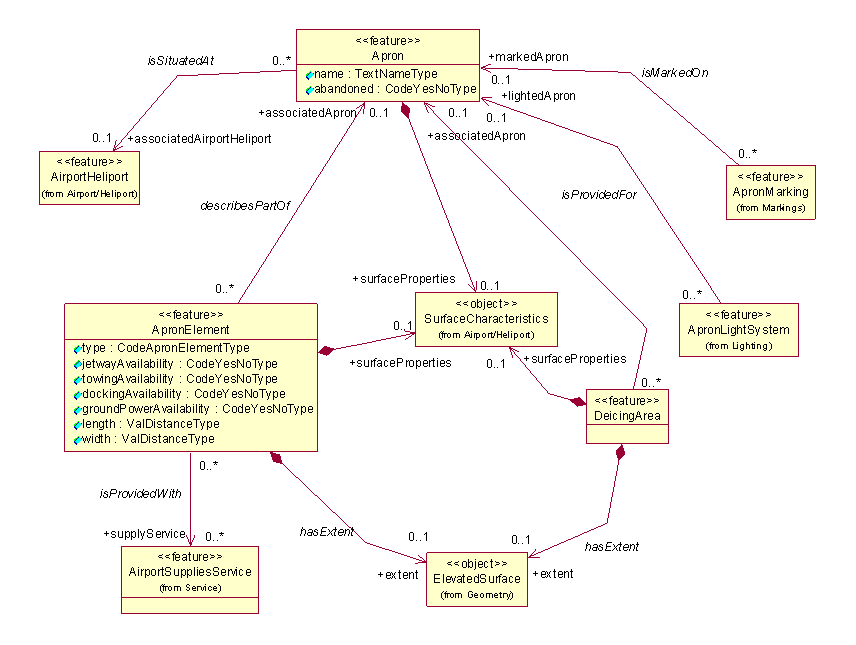 <<feature>>
Apron
name : TextNameType
abandoned : CodeYesNoType
isSituatedAt
0..*
+markedApron
isMarkedOn
0..1
+lightedApron
0..1
+associatedApron
0..1
0..1
+associatedApron
0..1
+associatedAirportHeliport
<<feature>>
AirportHeliport
(from Airport/Heliport)
0..*
<<feature>>
ApronMarking
(from Markings)
describesPartOf
isProvidedFor
0..*
+surfaceProperties
0..1
0..*
<<feature>>
ApronElement
type : CodeApronElementType
jetwayAvailability : CodeYesNoType
towingAvailability : CodeYesNoType
dockingAvailability : CodeYesNoType
groundPowerAvailability : CodeYesNoType
length : ValDistanceType
width : ValDistanceType
<<object>>
SurfaceCharacteristics
(from Airport/Heliport)
<<feature>>
ApronLightSystem
(from Lighting)
0..1
+surfaceProperties
+surfaceProperties
0..1
0..*
<<feature>>
DeicingArea
0..*
isProvidedWith
+supplyService
0..*
hasExtent
0..1
0..1
hasExtent
+extent
+extent
<<feature>>
AirportSuppliesService
(from Service)
<<object>>
ElevatedSurface
(from Geometry)